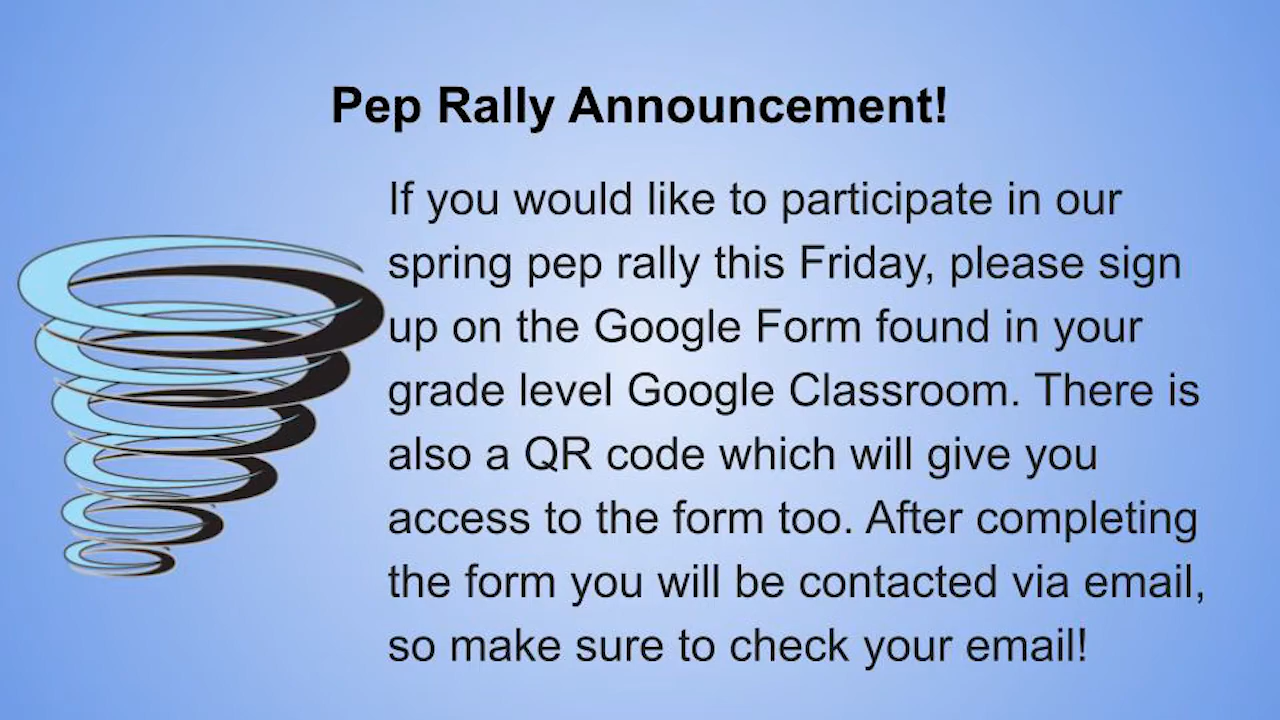 Pep Rally Announcement!
If you would like to participate in our
spring pep rally this Friday, please sign
up on the Google Form found in your
grade level Google Classroom. There is
also a QR code which will give you
access to the form too. After completing
the form you will be contacted via email,
so make sure to check your email!